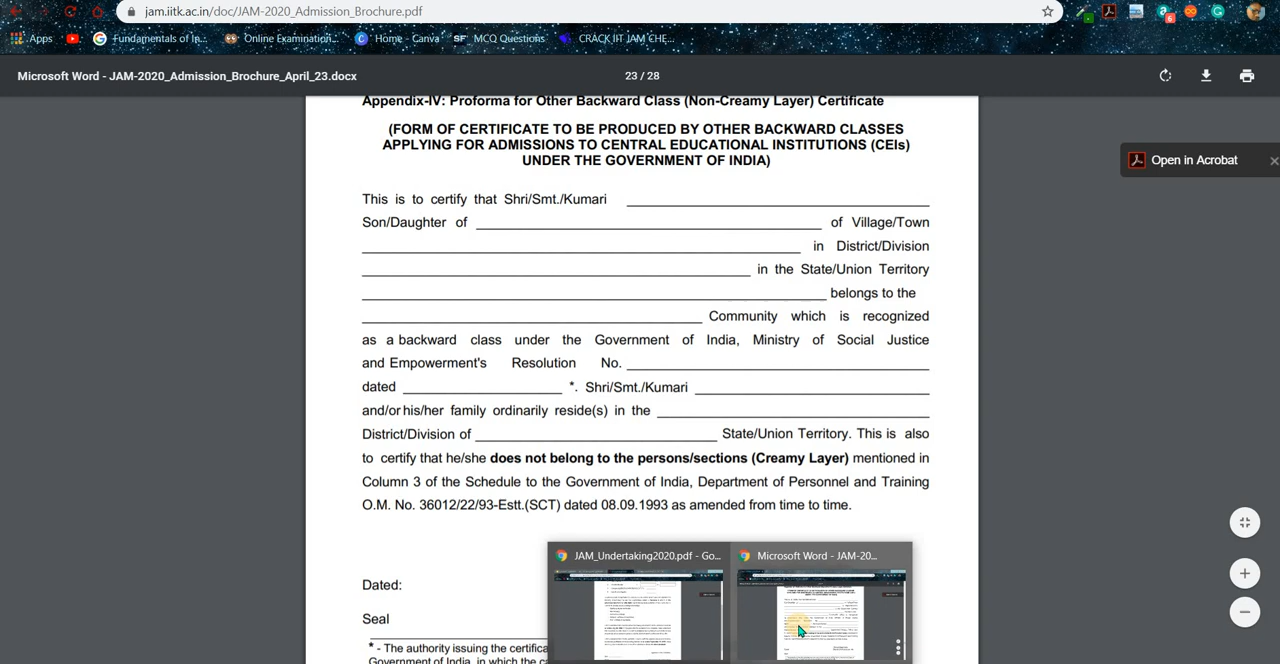 jam.iitk.ac.in/doc/JAM-2020_Admission_Brochure.pdf
6
Apps
Fundamentals of In...
Online Examination...
Home - Canva
SF MCQ Questions
CRACK IIT JAM CHE...
Microsoft Word - JAM-2020_Admission_Brochure_April_23.docx
23 / 28
Open in Acrobat
Appendix-IV: Proforma for Other Backward Class (Non-Creamy Layer) Certificate
(FORM OF CERTIFICATE TO BE PRODUCED BY OTHER BACKWARD CLASSES
APPLYING FOR ADMISSIONS TO CENTRAL EDUCATIONAL INSTITUTIONS (CEIs)
UNDER THE GOVERNMENT OF INDIA)
This is to certify that Shri/Smt./Kumari
Son/Daughter of of Village/Town
in District/Division
in the State/Union Territory
belongs to the
Community which is recognized
as a backward class under the Government of India, Ministry of Social Justice
and Empowerment's Resolution No.
dated *. Shri/Smt./Kumari
and/or his/her family ordinarily reside(s) in the
District/Division of State/Union Territory. This is also
to certify that he/she does not belong to the persons/sections (Creamy Layer) mentioned in
Column 3 of the Schedule to the Government of India, Department of Personnel and Training
O.M. No. 36012/22/93-Estt.(SCT) dated 08.09.1993 as amended from time to time.
Dated:
Seal
* - The authority issuing the certifica
Government of India, in which the ca
JAM_Undertaking2020.pdf - Go...
Microsoft Word - JAM-20...